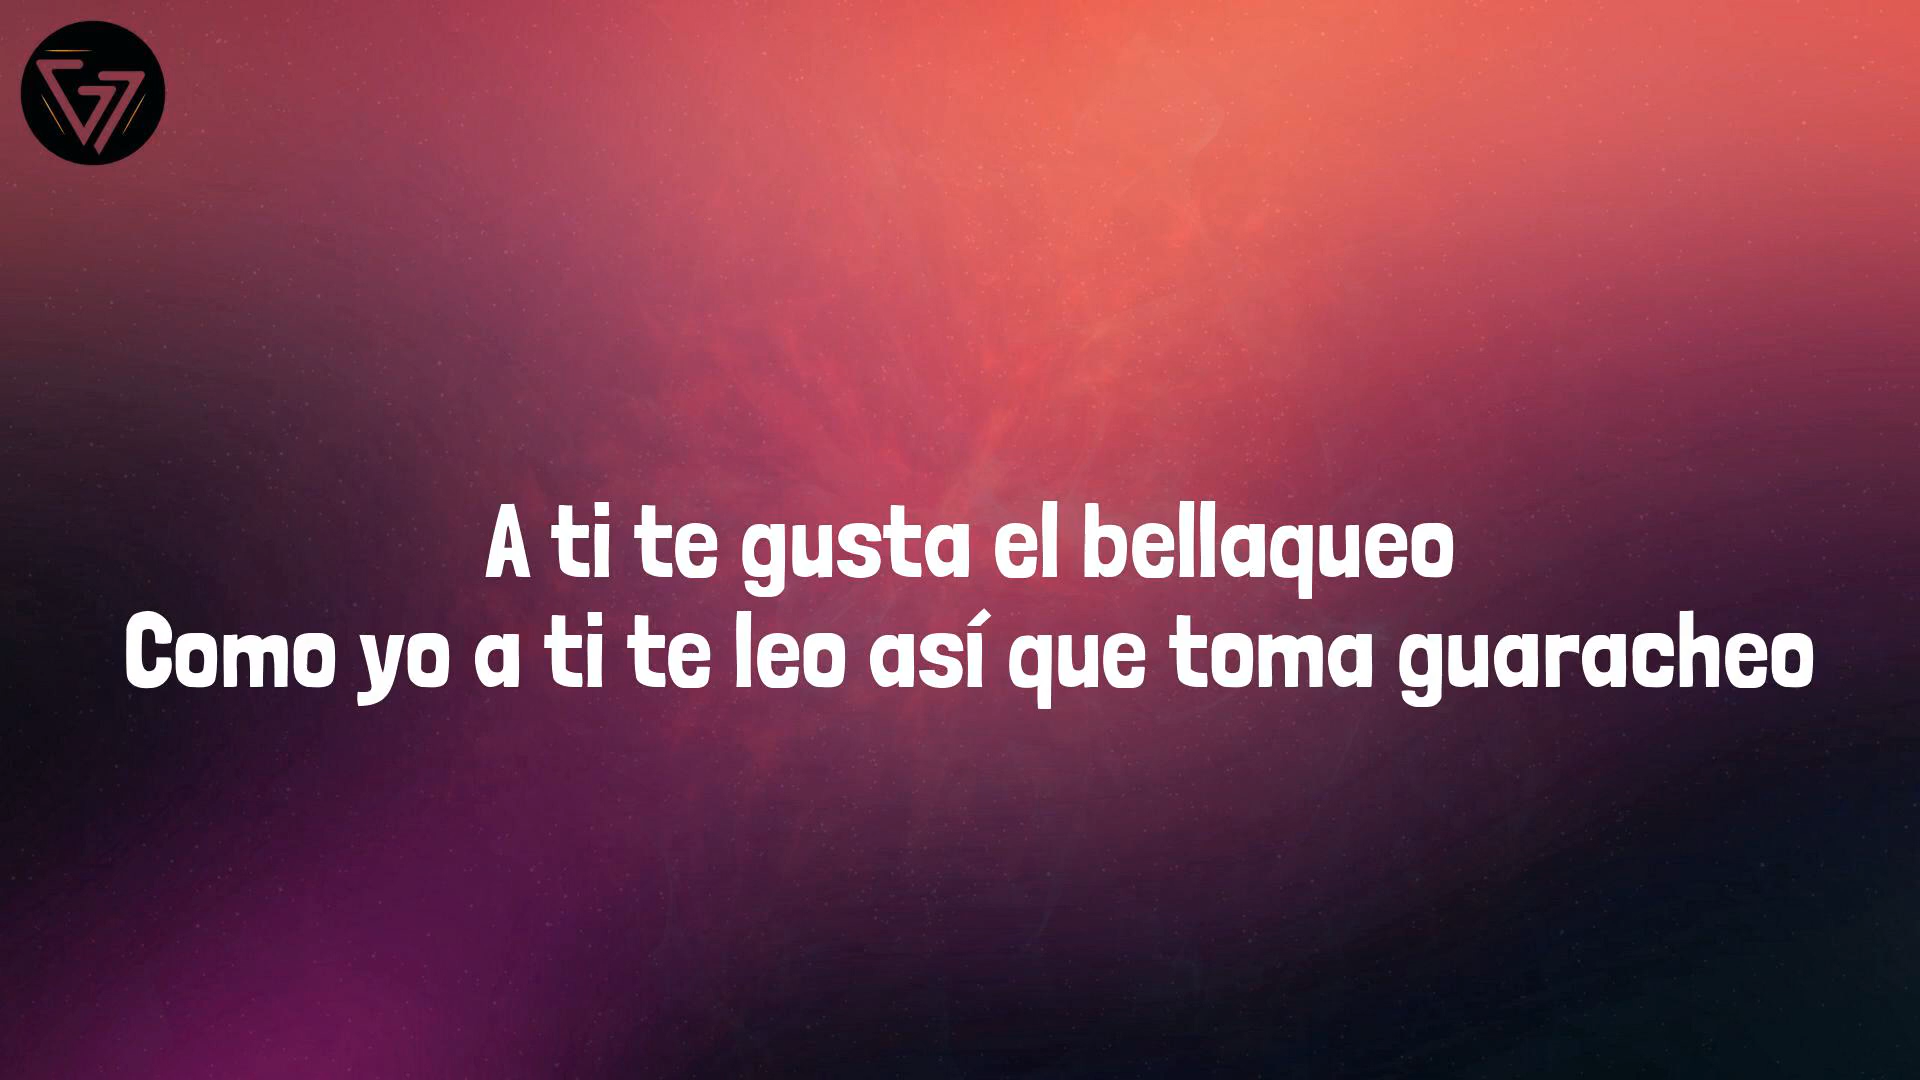 A ti te gusta el bellaqueo
Como yo a ti te leo así que toma guaracheo